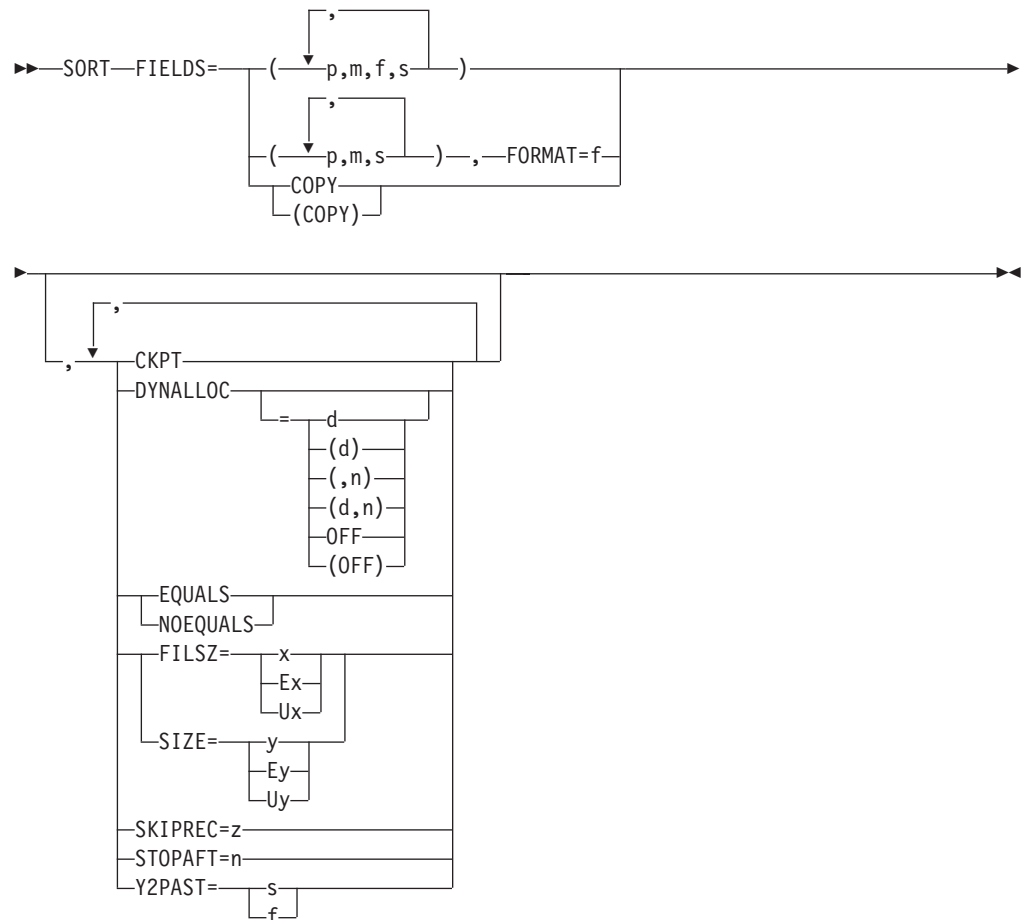 ,
SORT FIELDS= ( p,m,f,s )
,
( p,m,s ) , FORMAT=f
COPY
(COPY)
,
, CKPT
DYNALLOC
= d
(d)
(,n)
(d,n)
OFF
(OFF)
EQUALS
NOEQUALS
FILSZ= x
Ex
Ux
SIZE= y
Ey
Uy
SKIPREC=z
STOPAFT=n
Y2PAST= s
f